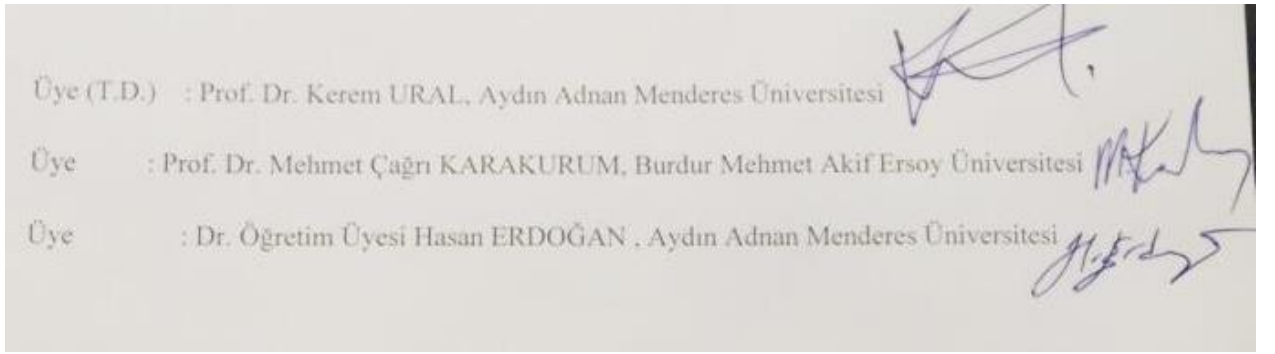 Üye (T.D.) : Prof. Dr. Kerem URAL, Aydın Adnan Menderes Üniversitesi
Üye : Prof. Dr. Mehmet Çağrı KARAKURUM, Burdur Mehmet Akif Ersoy Üniversitesi
Üye : Dr. Öğretim Üyesi Hasan ERDOĞAN , Aydın Adnan Menderes Üniversitesi